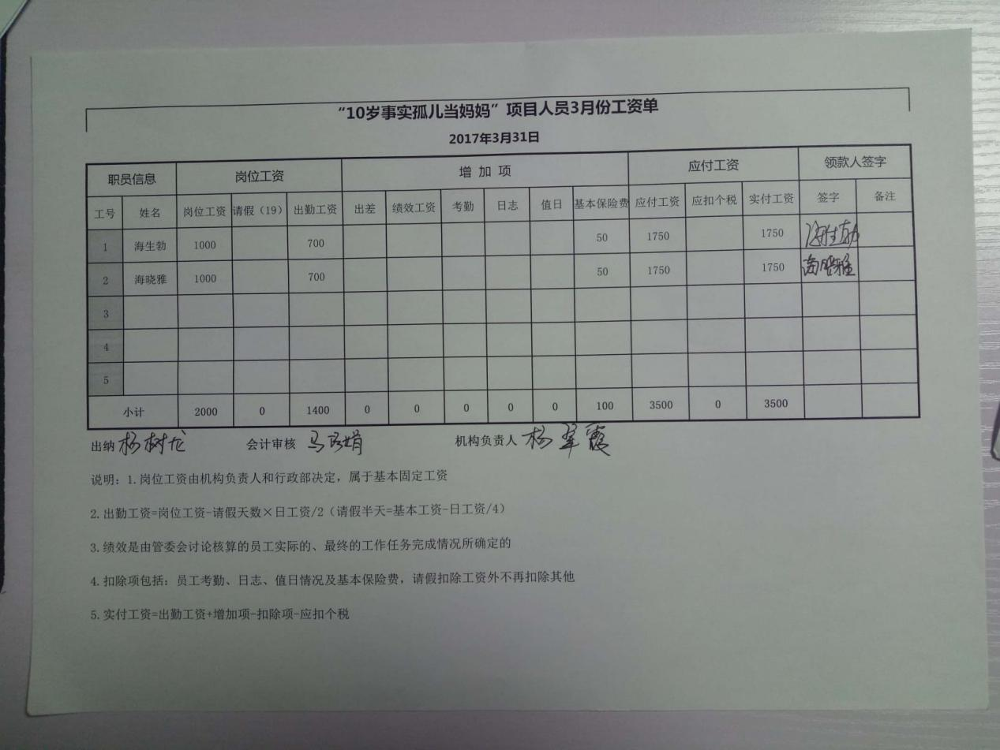 “10岁事实孤儿当妈妈”项目人员3月份工资单
2017年3月31日
职员信息 岗位工资 增 加 项 应付工资 领款人签字
工号 姓名 岗位工资 请假（19） 出勤工资 出差 绩效工资 考勤 日志 值日 基本保险费 应付工资 应扣个税 实付工资 签字 备注
1 海生勃 1000 700 50 1750 1750 海生勃
2 海晓雅 1000 700 50 1750 1750
3
4
5
小计 2000 0 1400 0 0 0 0 0 100 3500 0 3500
出纳 杨树龙 会计审核 机构负责人 杨翠霞
说明：1.岗位工资由机构负责人和行政部决定，属于基本固定工资
2.出勤工资=岗位工资-请假天数×日工资/2（请假半天=基本工资-日工资/4）
3.绩效是由管委会讨论核算的员工实际的、最终的工作任务完成情况所确定的
4.扣除项包括：员工考勤、日志、值日情况及基本保险费，请假扣除工资外不再扣除其他
5.实付工资=出勤工资+增加项-扣除项-应扣个税